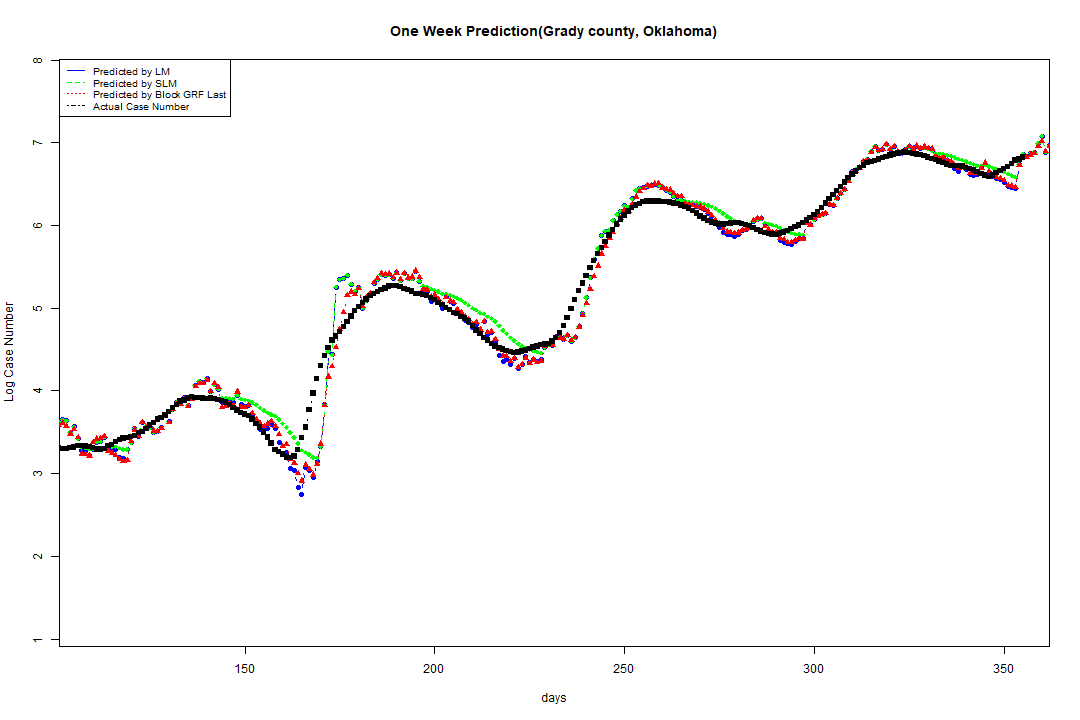 One Week Prediction(Grady county, Oklahoma)
Predicted by LM
Predicted by SLM
Predicted by Block GRF Last
Actual Case Number
8
7
6
5
4
3
2
1
Log Case Number
150 200 250 300 350
days